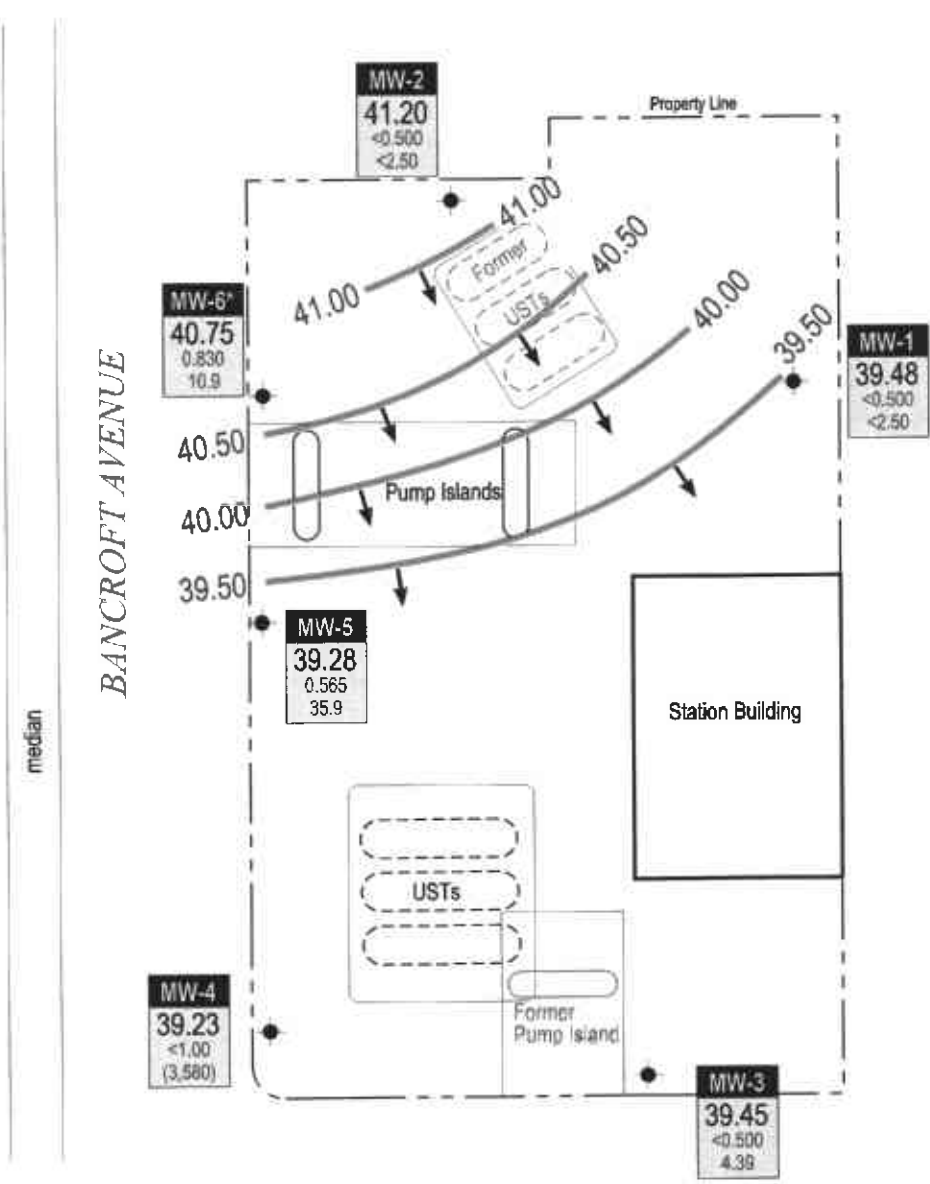 MW-2
41.20
<0.500
<2.50
Property Line
41.00
41.00
Former
USTs
40.50
40.00
39.50
MW-6*
40.75
0.830
10.9
MW-1
39.48
<0.500
<2.50
BANCROFT AVENUE
40.50
40.00
39.50
Pump Islands
MW-5
39.28
0.565
35.9
Station Building
median
USTs
MW-4
39.23
<1.00
(3,580)
Former
Pump Island
MW-3
39.45
<0.500
4.39